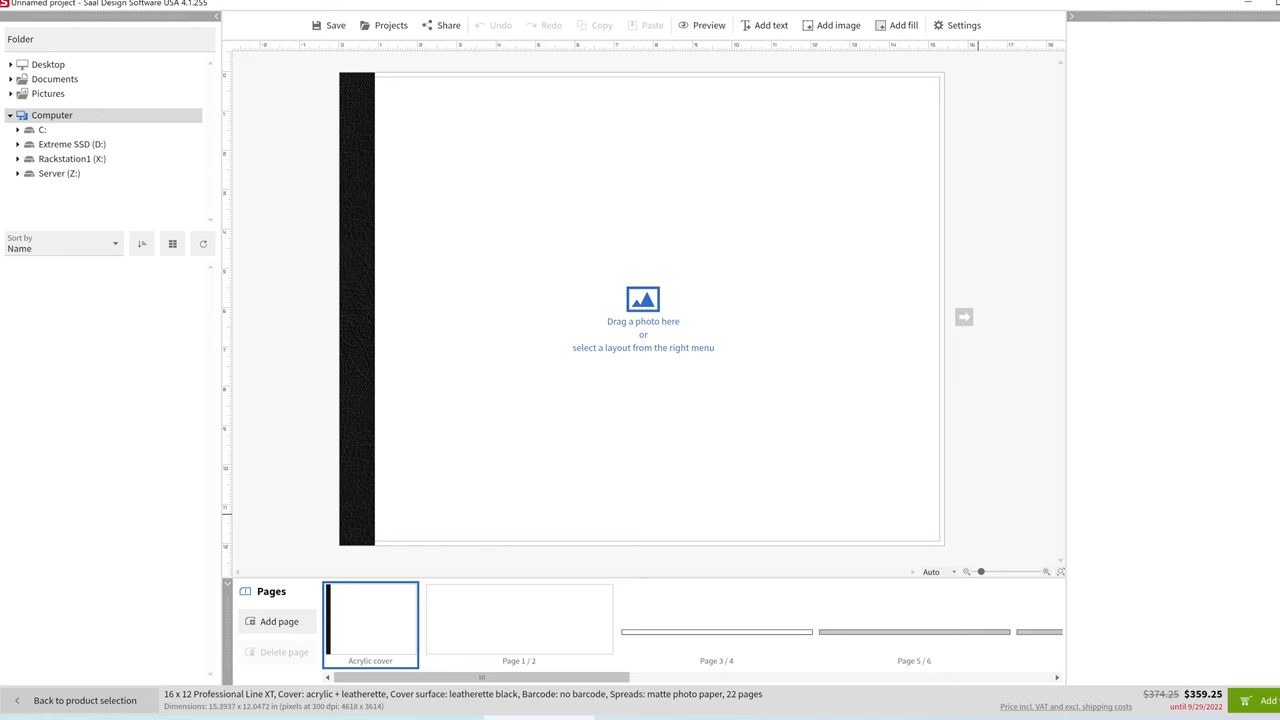 Unnamed project - Saal Design Software USA 4.1.255
Save Projects Share Undo Redo Copy Paste Preview Add text Add image Add fill Settings
Folder
Desktop
Documents
Pictures
Computer
C:
Extreme SSD (D:)
Rackstation1 (X:)
Server (Z:)
Sort by
Name
Drag a photo here
or
select a layout from the right menu
Auto
Pages
Add page
Delete page
Acrylic cover
Page 1 / 2
Page 3 / 4
Page 5 / 6
Back to product selection
16 x 12 Professional Line XT, Cover: acrylic + leatherette, Cover surface: leatherette black, Barcode: no barcode, Spreads: matte photo paper, 22 pages
Dimensions: 15.3937 x 12.0472 in (pixels at 300 dpi: 4618 x 3614)
$374.25 $359.25
Price incl. VAT and excl. shipping costs until 9/29/2022
Add